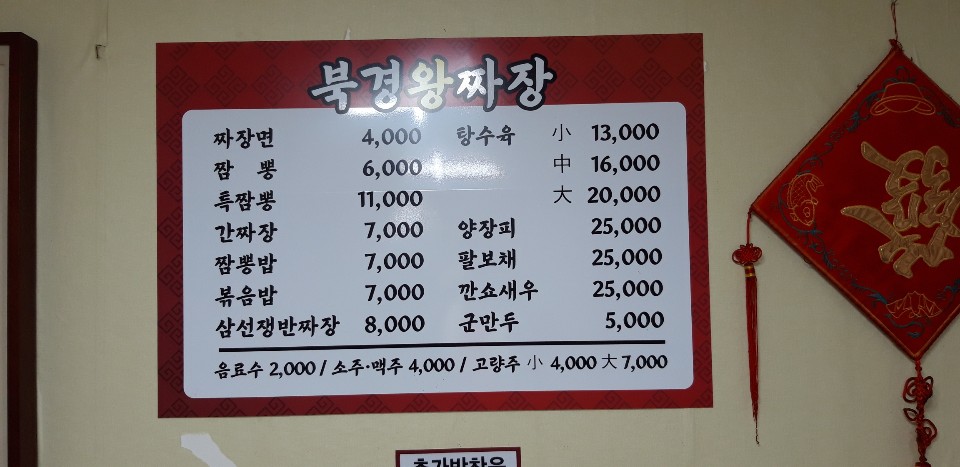 북경왕짜장
짜장면 4,000 탕수육 小 13,000
짬 뽕 6,000 中 16,000
특짬뽕 11,000 大 20,000
간짜장 7,000 양장피 25,000
짬뽕밥 7,000 팔보채 25,000
볶음밥 7,000 깐쇼새우 25,000
삼선쟁반짜장 8,000 군만두 5,000
음료수 2,000 / 소주·맥주 4,000 / 고량주 小 4,000 大 7,000